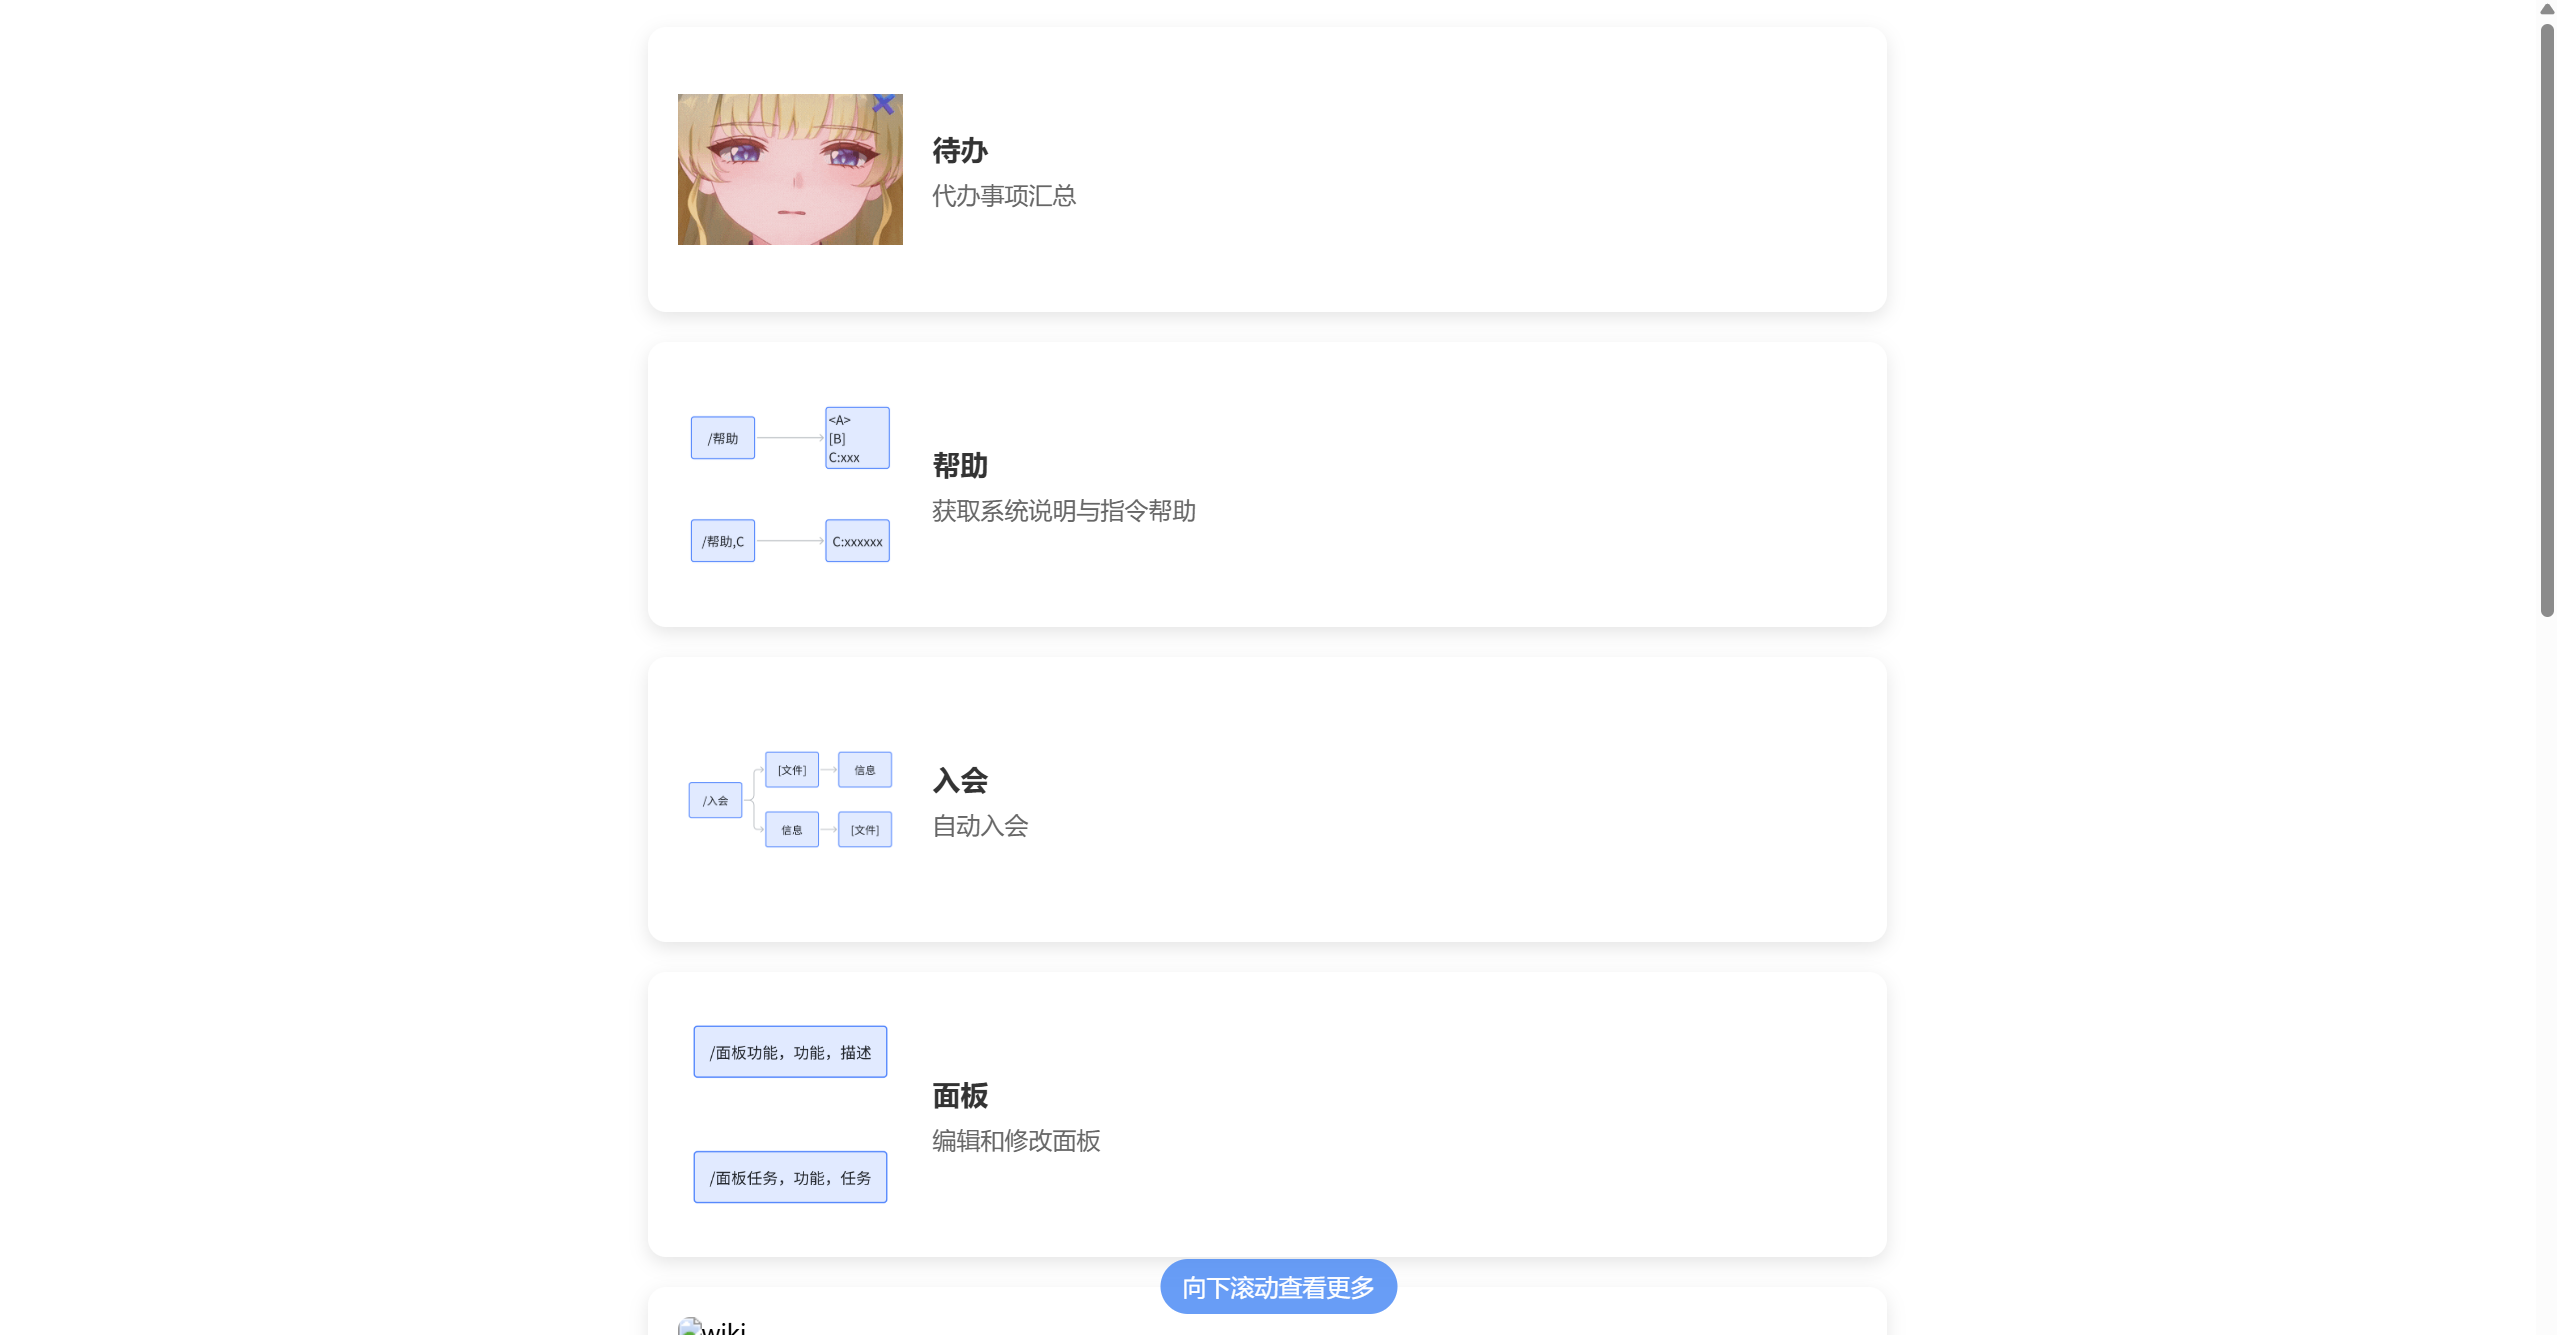 待办
代办事项汇总
/帮助
<A>
[B]
C:xxx
/帮助,C
C:xxxxxx
帮助
获取系统说明与指令帮助
/入会
[文件]
信息
信息
[文件]
入会
自动入会
/面板功能，功能，描述
/面板任务，功能，任务
面板
编辑和修改面板
向下滚动查看更多
wiki